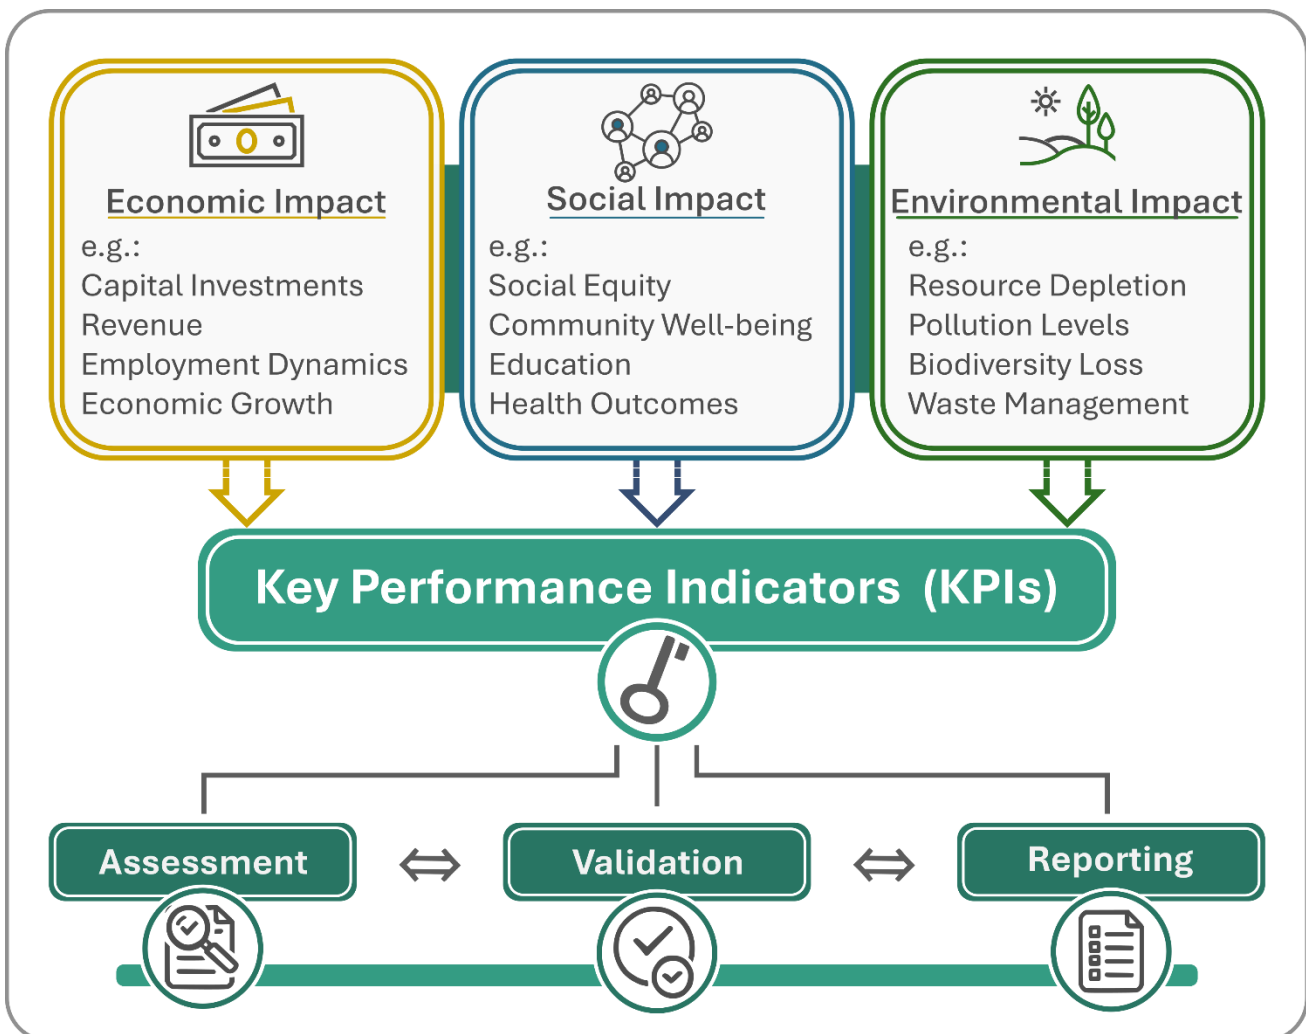 Economic Impact
e.g.:
Capital Investments
Revenue
Employment Dynamics
Economic Growth
Social Impact
e.g.:
Social Equity
Community Well-being
Education
Health Outcomes
Environmental Impact
e.g.:
Resource Depletion
Pollution Levels
Biodiversity Loss
Waste Management
Key Performance Indicators (KPIs)
Assessment
Validation
Reporting